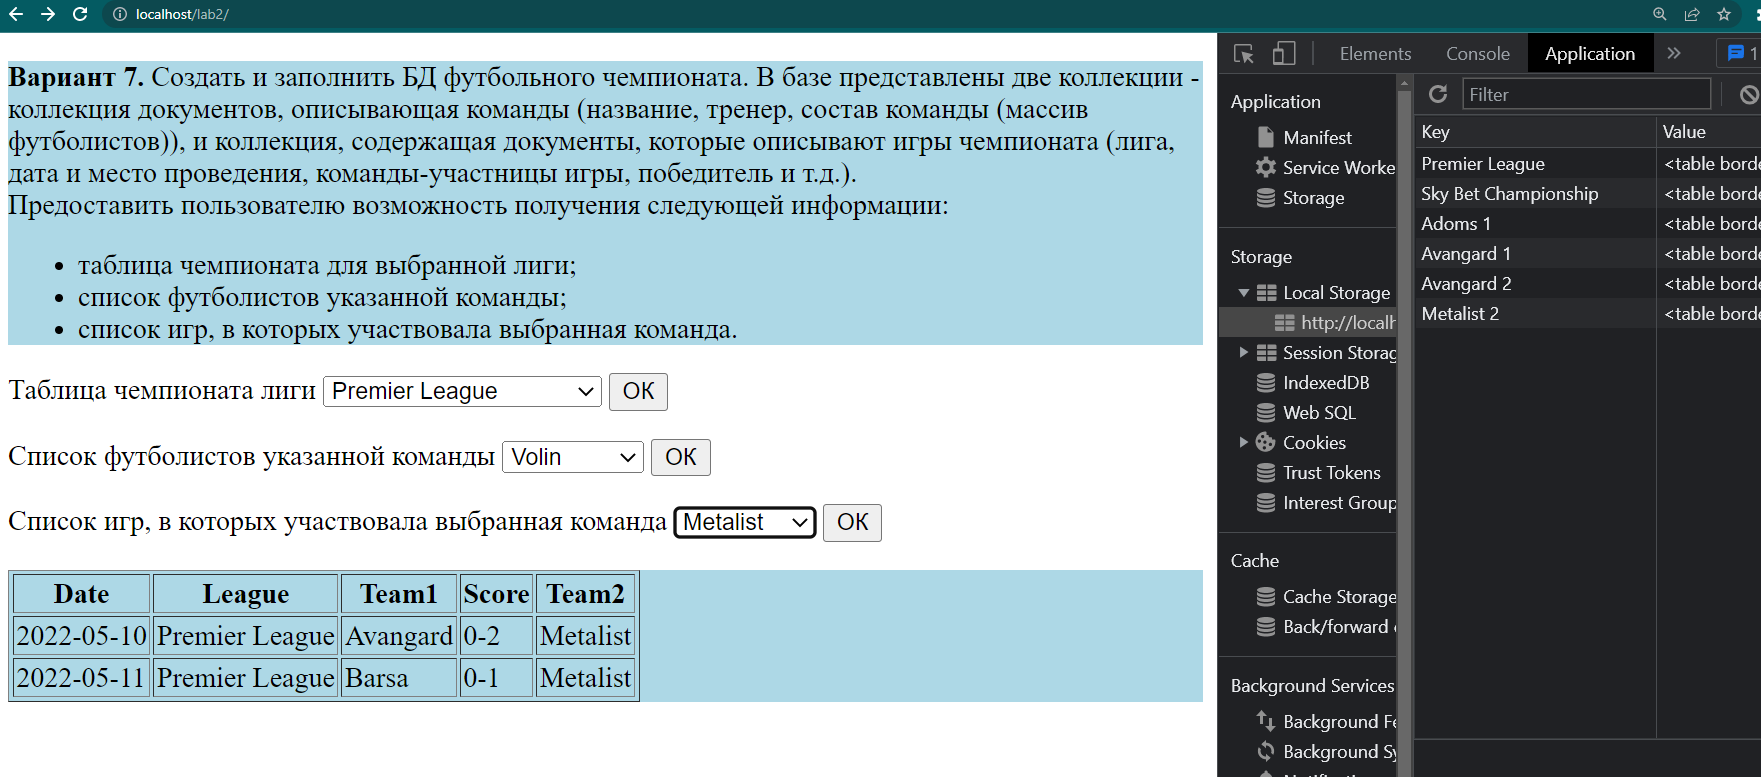 localhost/lab2/
Вариант 7. Создать и заполнить БД футбольного чемпионата. В базе представлены две коллекции -
коллекция документов, описывающая команды (название, тренер, состав команды (массив
футболистов)), и коллекция, содержащая документы, которые описывают игры чемпионата (лига,
дата и место проведения, команды-участницы игры, победитель и т.д.).
Предоставить пользователю возможность получения следующей информации:
• таблица чемпионата для выбранной лиги;
• список футболистов указанной команды;
• список игр, в которых участвовала выбранная команда.
Таблица чемпионата лиги Premier League OK
Список футболистов указанной команды Volin OK
Список игр, в которых участвовала выбранная команда Metalist OK
Date League Team1 Score Team2
2022-05-10 Premier League Avangard 0-2 Metalist
2022-05-11 Premier League Barsa 0-1 Metalist
Elements Console Application » 1
Application
Manifest
Service Worke
Storage
Storage
Local Storage
http://localh
Session Storag
IndexedDB
Web SQL
Cookies
Trust Tokens
Interest Group
Cache
Cache Storage
Back/forward
Background Services
Background Fe
Background Sy
Filter
Key Value
Premier League <table borde
Sky Bet Championship <table borde
Adoms 1 <table borde
Avangard 1 <table borde
Avangard 2 <table borde
Metalist 2 <table borde